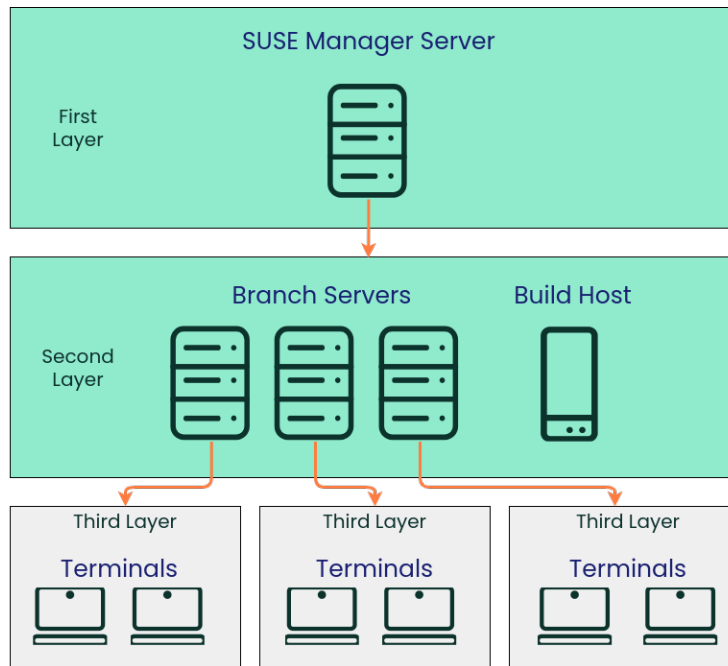 SUSE Manager Server
First
Layer
Branch Servers
Build Host
Second
Layer
Third Layer
Terminals
Third Layer
Terminals
Third Layer
Terminals